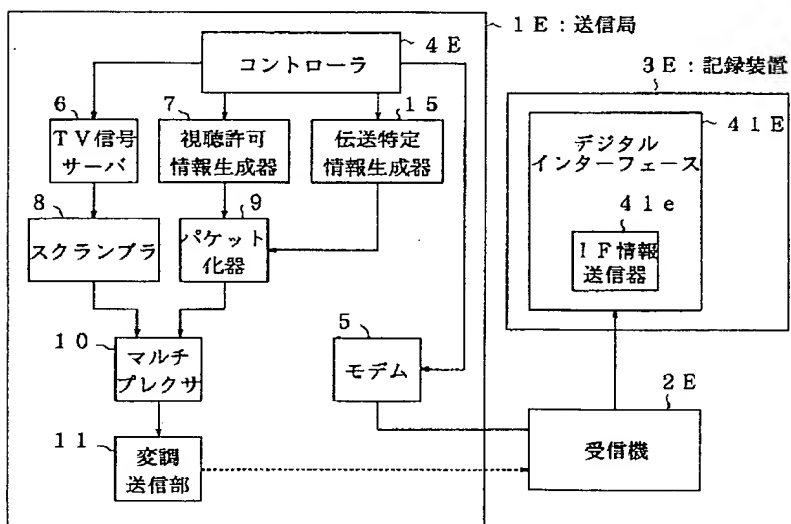 1E:送信局
4E
コントローラ
3E:記録装置
6
7
15
41E
TV信号
サーバ
視聴許可
情報生成器
伝送特定
情報生成器
デジタル
インターフェース
8
9
41e
スクランブラ
パケット
化器
IF情報
送信器
10
5
マルチ
プレクサ
モデム
2E
11
変調
送信部
受信機